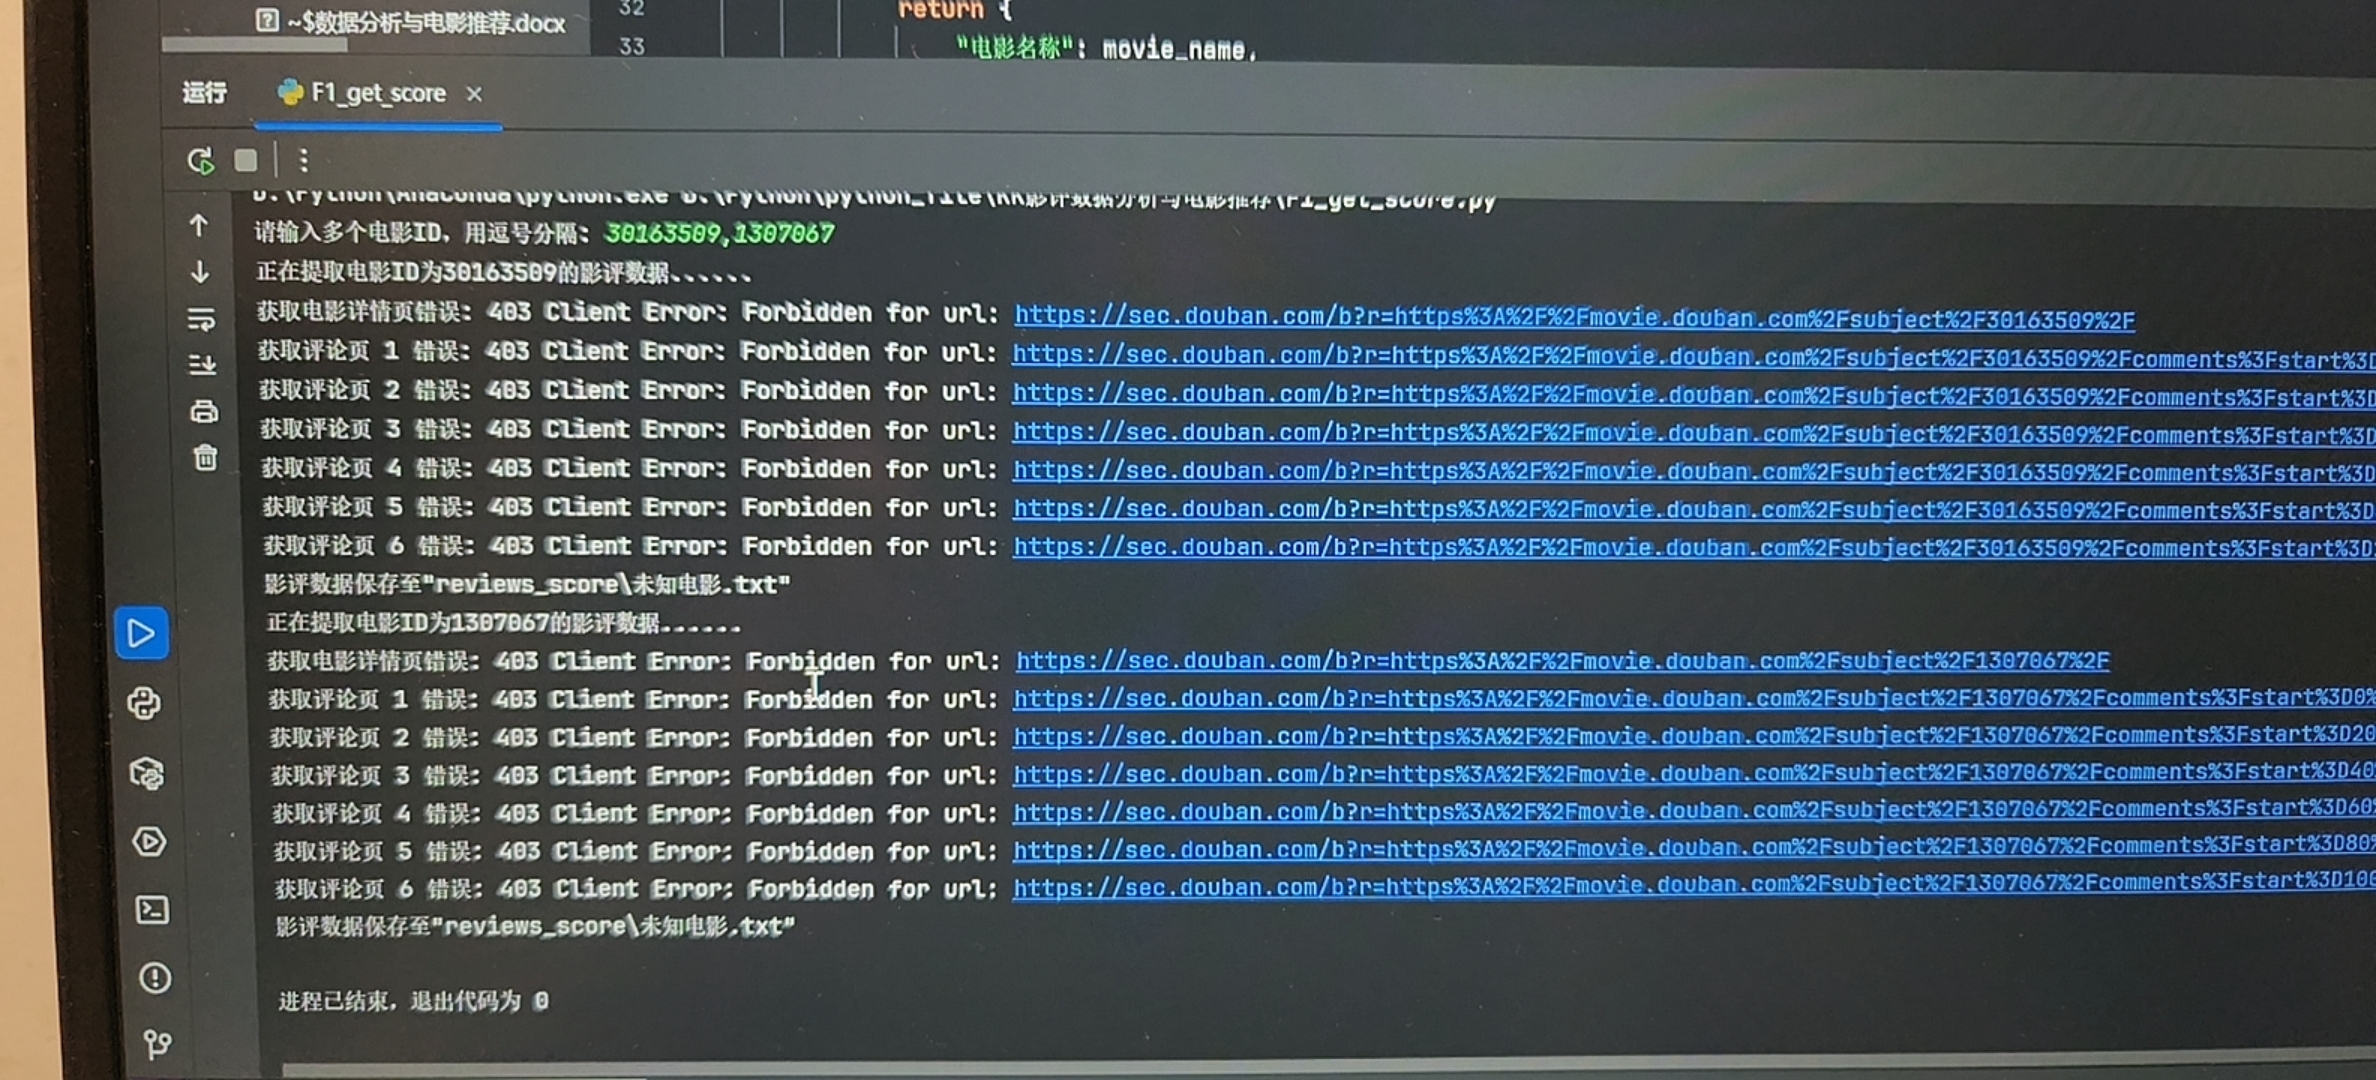 ~$数据分析与电影推荐.docx
32 return {
33 "电影名称": movie_name,
运行 F1_get_score ×
D:\Python\Anaconda\python.exe D:\Python\python_file\KK影评数据分析与电影推荐\F1_get_score.py
请输入多个电影ID，用逗号分隔：30163509,1307067
正在提取电影ID为30163509的影评数据......
获取电影详情页错误: 403 Client Error: Forbidden for url: https://sec.douban.com/b?r=https%3A%2F%2Fmovie.douban.com%2Fsubject%2F30163509%2F
获取评论页 1 错误: 403 Client Error: Forbidden for url: https://sec.douban.com/b?r=https%3A%2F%2Fmovie.douban.com%2Fsubject%2F30163509%2Fcomments%3Fstart%3D
获取评论页 2 错误: 403 Client Error: Forbidden for url: https://sec.douban.com/b?r=https%3A%2F%2Fmovie.douban.com%2Fsubject%2F30163509%2Fcomments%3Fstart%3D
获取评论页 3 错误: 403 Client Error: Forbidden for url: https://sec.douban.com/b?r=https%3A%2F%2Fmovie.douban.com%2Fsubject%2F30163509%2Fcomments%3Fstart%3D
获取评论页 4 错误: 403 Client Error: Forbidden for url: https://sec.douban.com/b?r=https%3A%2F%2Fmovie.douban.com%2Fsubject%2F30163509%2Fcomments%3Fstart%3D
获取评论页 5 错误: 403 Client Error: Forbidden for url: https://sec.douban.com/b?r=https%3A%2F%2Fmovie.douban.com%2Fsubject%2F30163509%2Fcomments%3Fstart%3D
获取评论页 6 错误: 403 Client Error: Forbidden for url: https://sec.douban.com/b?r=https%3A%2F%2Fmovie.douban.com%2Fsubject%2F30163509%2Fcomments%3Fstart%3D
影评数据保存至"reviews_score\未知电影.txt"
正在提取电影ID为1307067的影评数据......
获取电影详情页错误: 403 Client Error: Forbidden for url: https://sec.douban.com/b?r=https%3A%2F%2Fmovie.douban.com%2Fsubject%2F1307067%2F
获取评论页 1 错误: 403 Client Error: Forbidden for url: https://sec.douban.com/b?r=https%3A%2F%2Fmovie.douban.com%2Fsubject%2F1307067%2Fcomments%3Fstart%3D0%
获取评论页 2 错误: 403 Client Error: Forbidden for url: https://sec.douban.com/b?r=https%3A%2F%2Fmovie.douban.com%2Fsubject%2F1307067%2Fcomments%3Fstart%3D20
获取评论页 3 错误: 403 Client Error: Forbidden for url: https://sec.douban.com/b?r=https%3A%2F%2Fmovie.douban.com%2Fsubject%2F1307067%2Fcomments%3Fstart%3D40
获取评论页 4 错误: 403 Client Error: Forbidden for url: https://sec.douban.com/b?r=https%3A%2F%2Fmovie.douban.com%2Fsubject%2F1307067%2Fcomments%3Fstart%3D60
获取评论页 5 错误: 403 Client Error: Forbidden for url: https://sec.douban.com/b?r=https%3A%2F%2Fmovie.douban.com%2Fsubject%2F1307067%2Fcomments%3Fstart%3D80
获取评论页 6 错误: 403 Client Error: Forbidden for url: https://sec.douban.com/b?r=https%3A%2F%2Fmovie.douban.com%2Fsubject%2F1307067%2Fcomments%3Fstart%3D100
影评数据保存至"reviews_score\未知电影.txt"
进程已结束，退出代码为 0